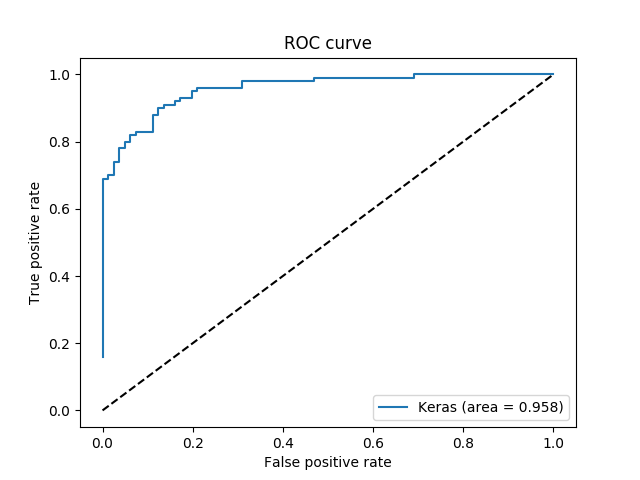 ROC curve
True positive rate
1.0
0.8
0.6
0.4
0.2
0.0
Keras (area = 0.958)
0.0 0.2 0.4 0.6 0.8 1.0
False positive rate